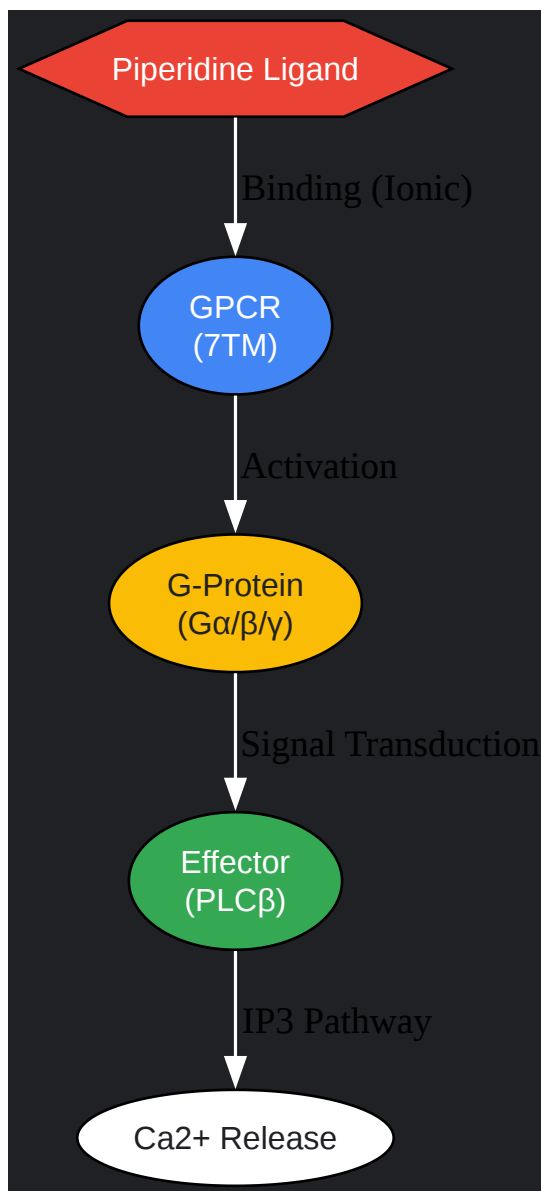 Piperidine Ligand
Binding (Ionic)
GPCR
(7TM)
Activation
G-Protein
(Gα/β/γ)
Signal Transduction
Effector
(PLCβ)
IP3 Pathway
Ca2+ Release